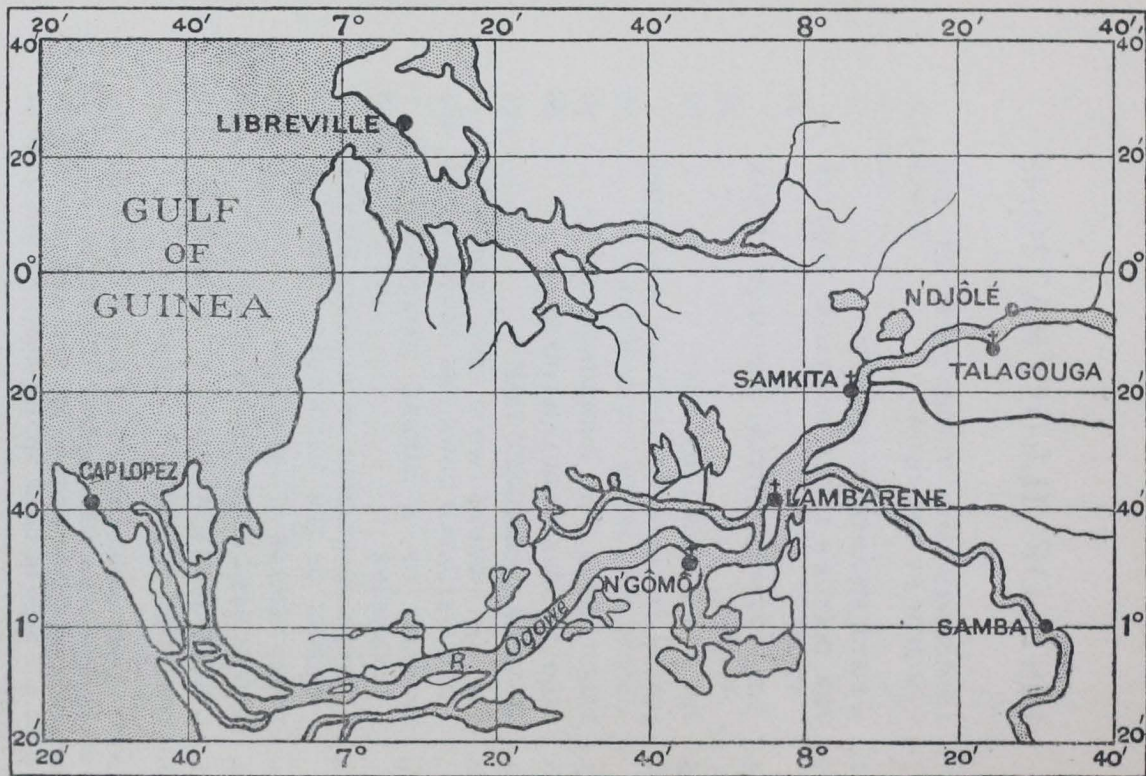 20′ 40′ 7° 20′ 40′ 8° 20′ 40′
40′ 40′
LIBREVILLE
20′ 20′
GULF
OF
GUINEA
0° 0°
N'DJÔLÉ
TALAGOUGA
SAMKITA
20′ 20′
CAP LOPEZ
LAMBARENE
40′ 40′
N'GÔMÔ
R. Ogawe
SAMBA
1° 1°
20′ 20′
20′ 40′ 7° 20′ 40′ 8° 20′ 40′